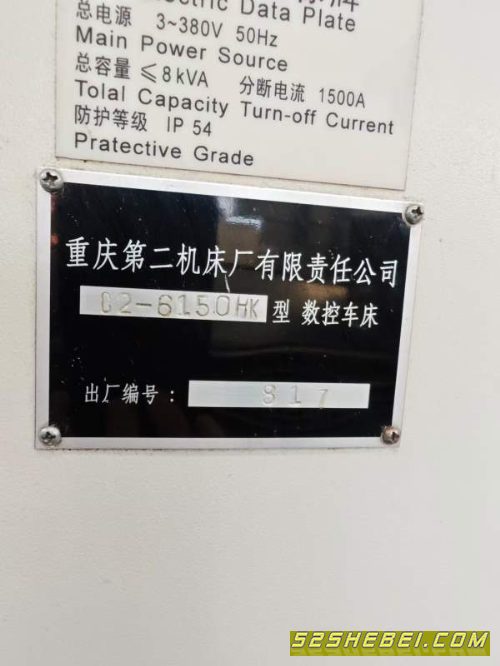 Electric Data Plate
总电源 3~380V 50Hz
Main Power Source
总容量 ≤8kVA 分断电流 1500A
Tolal Capacity Turn-off Current
防护等级 IP 54
Pratective Grade
重庆第二机床厂有限责任公司
C2-6150HK 型 数控车床
出厂编号: 817
52SHEBEI.COM